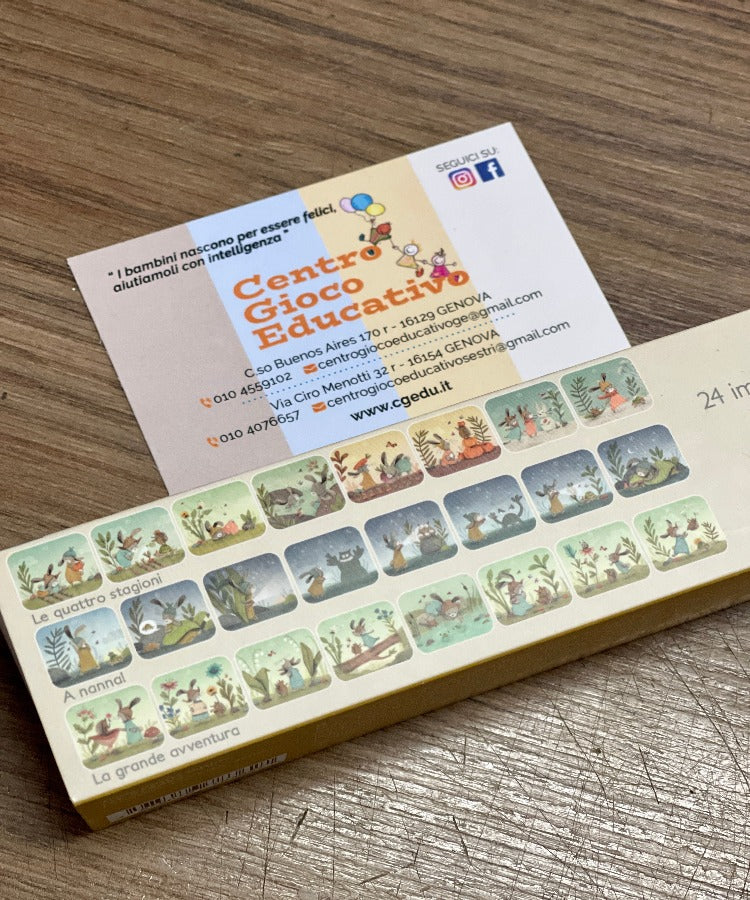 SEGUICI SU:
“ I bambini nascono per essere felici,
aiutiamoli con intelligenza ”
Centro
Gioco
Educativo
C.so Buenos Aires 170 r - 16129 GENOVA
010 4559102 centrogiocoeducativoge@gmail.com
Via Ciro Menotti 32 r - 16154 GENOVA
010 4076657 centrogiocoeducativosestri@gmail.com
www.cgedu.it
24
Le quattro stagioni
A nanna!
La grande avventura